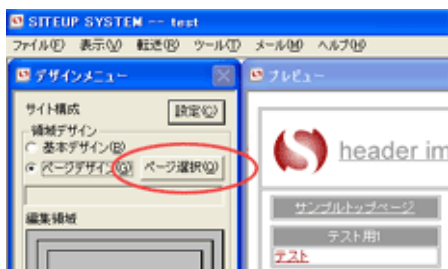 SITEUP SYSTEM -- test
ファイル(F) 表示(V) 転送(R) ツール(T) メール(M) ヘルプ(H)
デザインメニュー
プレビュー
サイト構成
設定(C)
領域デザイン
基本デザイン(B)
ページデザイン(G) ページ選択(Q)
編集領域
header im
サンプルトップページ
テスト用1
テスト